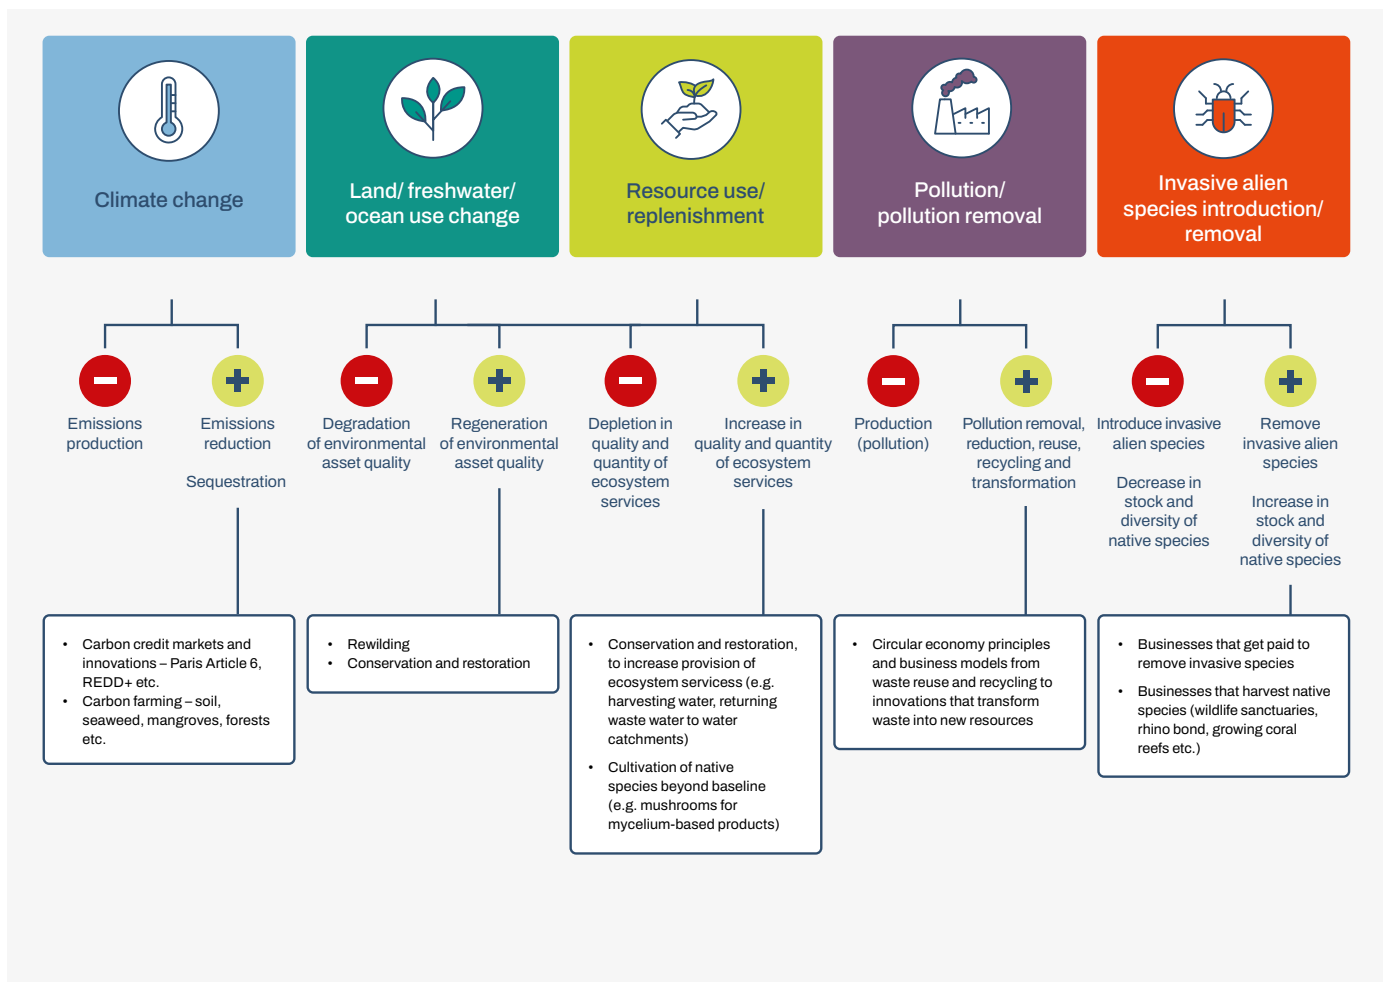 Climate change
Land/ freshwater/
ocean use change
Resource use/
replenishment
Pollution/
pollution removal
Invasive alien
species introduction/
removal
Emissions
production
Emissions
reduction
Sequestration
Degradation
of environmental
asset quality
Regeneration
of environmental
asset quality
Depletion in
quality and
quantity of
ecosystem
services
Increase in
quality and quantity
of ecosystem
services
Production
(pollution)
Pollution removal,
reduction, reuse,
recycling and
transformation
Introduce invasive
alien species
Decrease in
stock and
diversity of
native species
Remove
invasive alien
species
Increase in
stock and
diversity of
native species
• Carbon credit markets and
innovations – Paris Article 6,
REDD+ etc.
• Carbon farming – soil,
seaweed, mangroves, forests
etc.
• Rewilding
• Conservation and restoration
• Conservation and restoration,
to increase provision of
ecosystem servicess (e.g.
harvesting water, returning
waste water to water
catchments)
• Cultivation of native
species beyond baseline
(e.g. mushrooms for
mycelium-based products)
• Circular economy principles
and business models from
waste reuse and recycling to
innovations that transform
waste into new resources
• Businesses that get paid to
remove invasive species
• Businesses that harvest native
species (wildlife sanctuaries,
rhino bond, growing coral
reefs etc.)